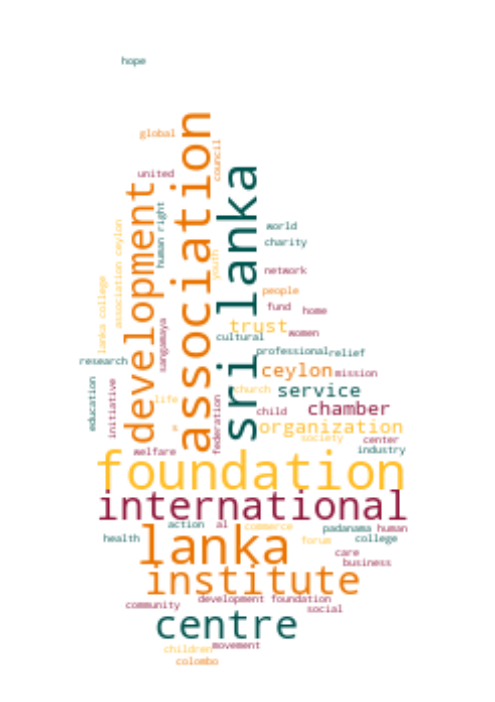 hope
global
association
council
sri lanka
united
development
human right
association ceylon
youth
world
charity
network
lanka college
people
fund
home
trust
women
sangamaya
cultural
professional
relief
research
ceylon
mission
education
initiative
church
service
life
federation
child
chamber
a
organization
society
center
welfare
industry
foundation
international
action
al
commerce
padanama
human
lanka
health
forum
college
care
business
institute
development foundation
community
social
centre
children
movement
colombo